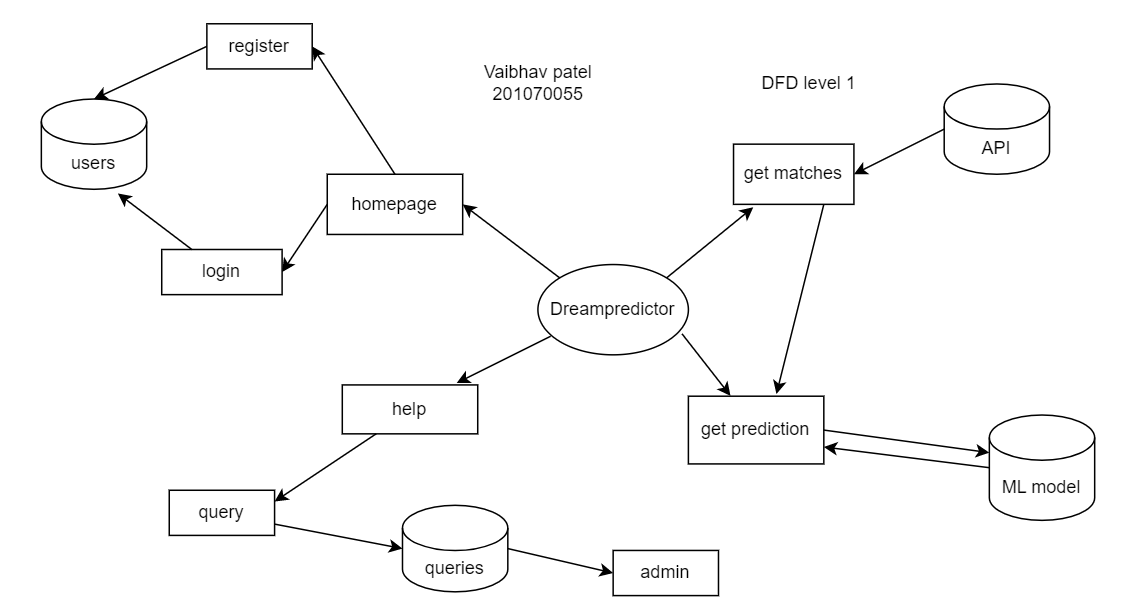 register
Vaibhav patel
201070055
DFD level 1
users
API
get matches
homepage
login
Dreampredictor
help
get prediction
ML model
query
queries
admin